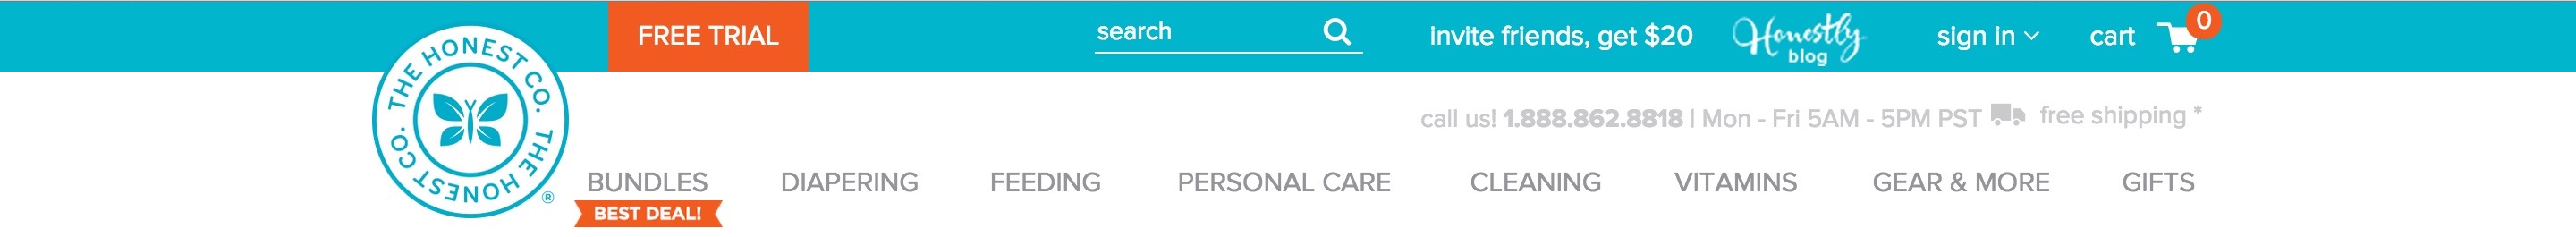 FREE TRIAL
search
invite friends, get $20
Honestly
blog
sign in
cart
0
THE HONEST CO. THE HONEST CO.
®
call us! 1.888.862.8818 | Mon - Fri 5AM - 5PM PST
free shipping *
BUNDLES
DIAPERING
FEEDING
PERSONAL CARE
CLEANING
VITAMINS
GEAR & MORE
GIFTS
BEST DEAL!